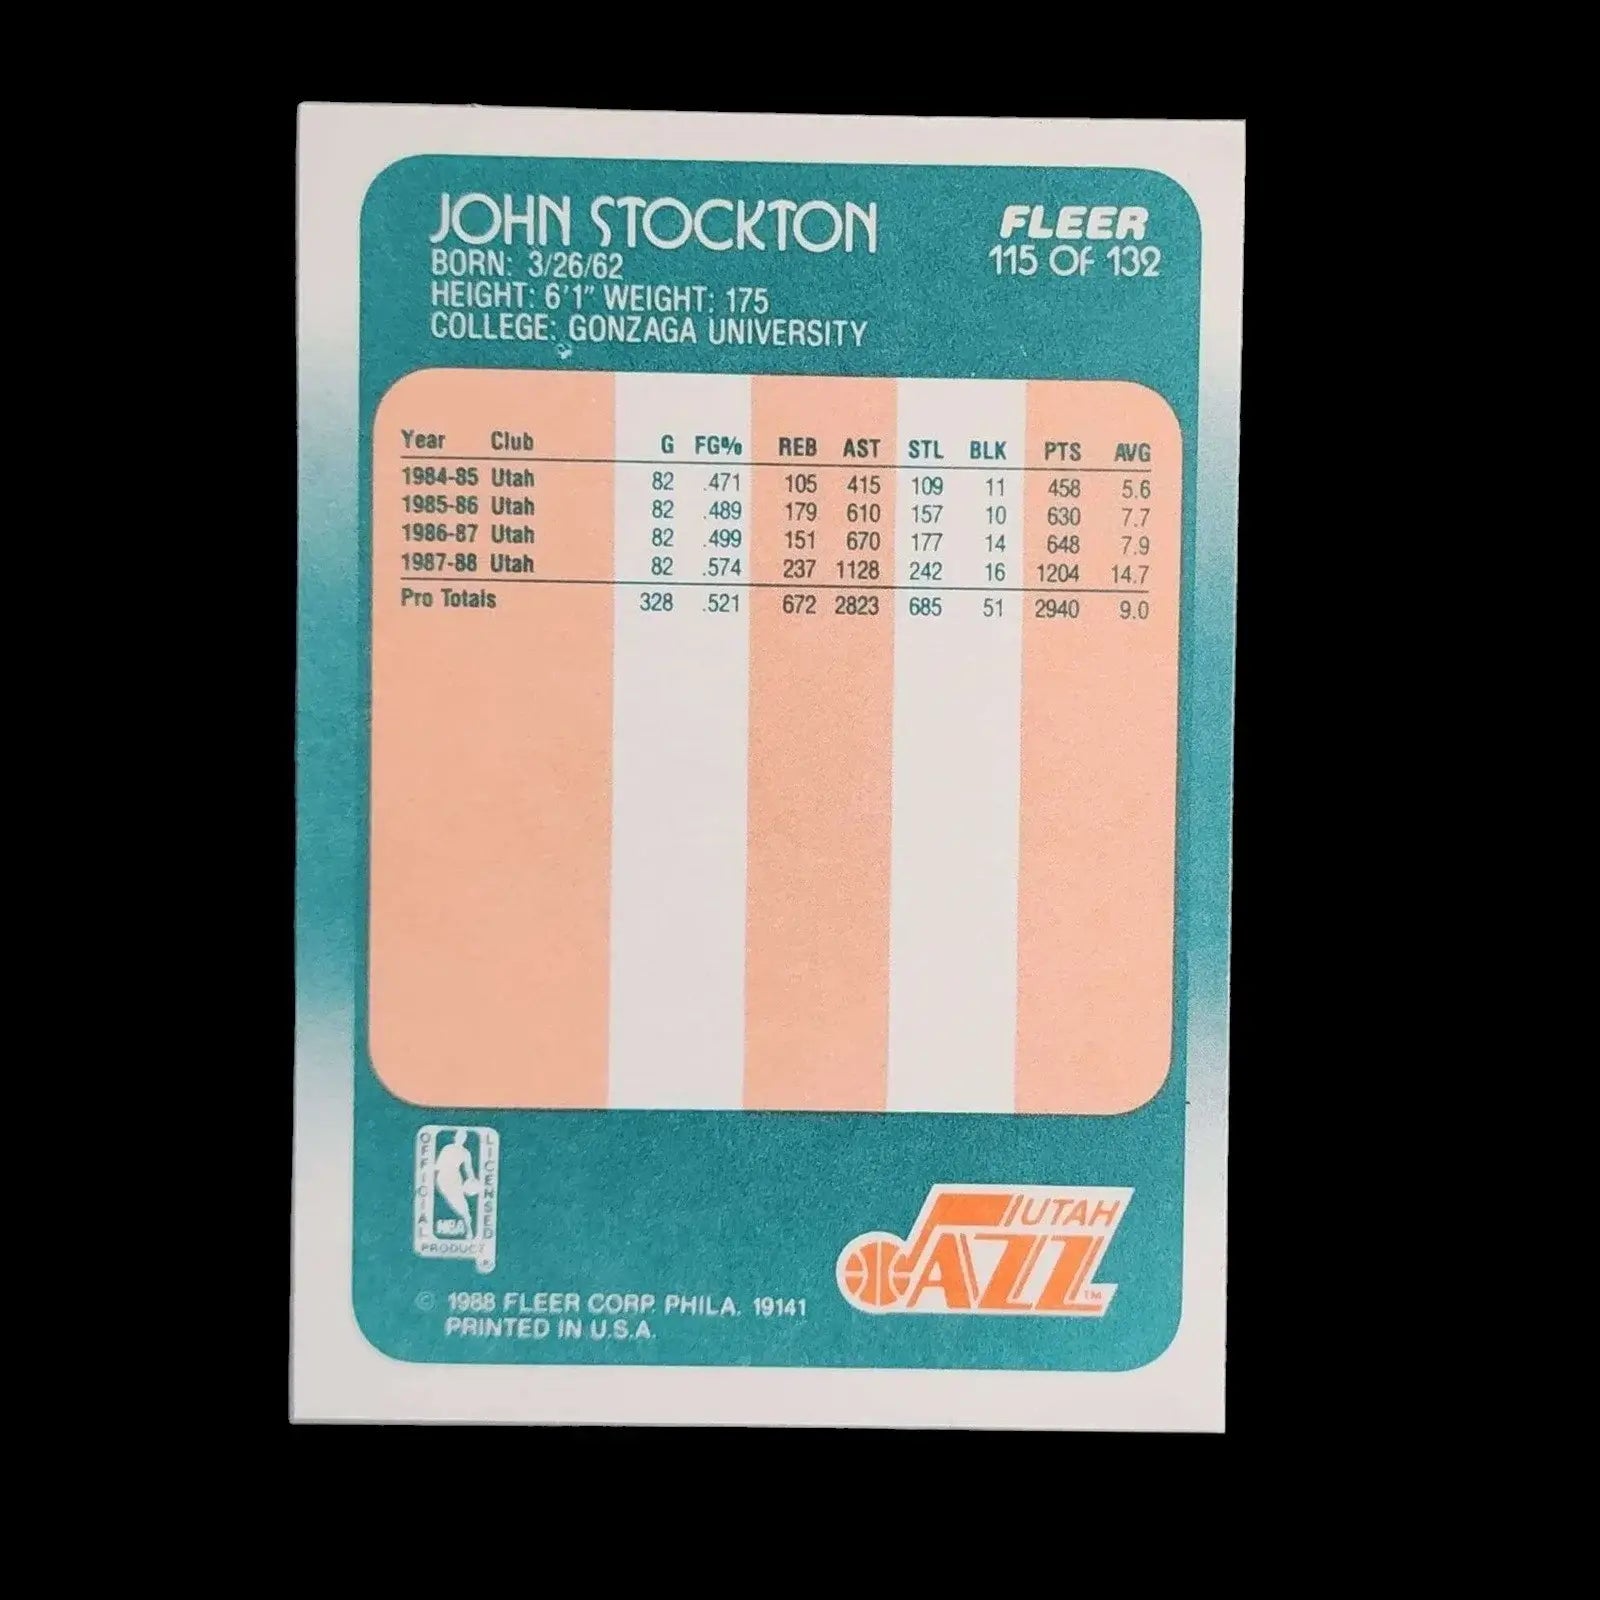 JOHN STOCKTON
BORN: 3/26/62
HEIGHT: 6'1" WEIGHT: 175
COLLEGE: GONZAGA UNIVERSITY
FLEER
115 OF 132
Year Club G FG% REB AST STL BLK PTS AVG
1984-85 Utah 82 .471 105 415 109 11 458 5.6
1985-86 Utah 82 .489 179 610 157 10 630 7.7
1986-87 Utah 82 .499 151 670 177 14 648 7.9
1987-88 Utah 82 .574 237 1128 242 16 1204 14.7
Pro Totals 328 .521 672 2823 685 51 2940 9.0
OFFICIAL
LICENSED
NBA
PRODUCT
®
UTAH
JAZZ
TM
© 1988 FLEER CORP. PHILA. 19141
PRINTED IN U.S.A.